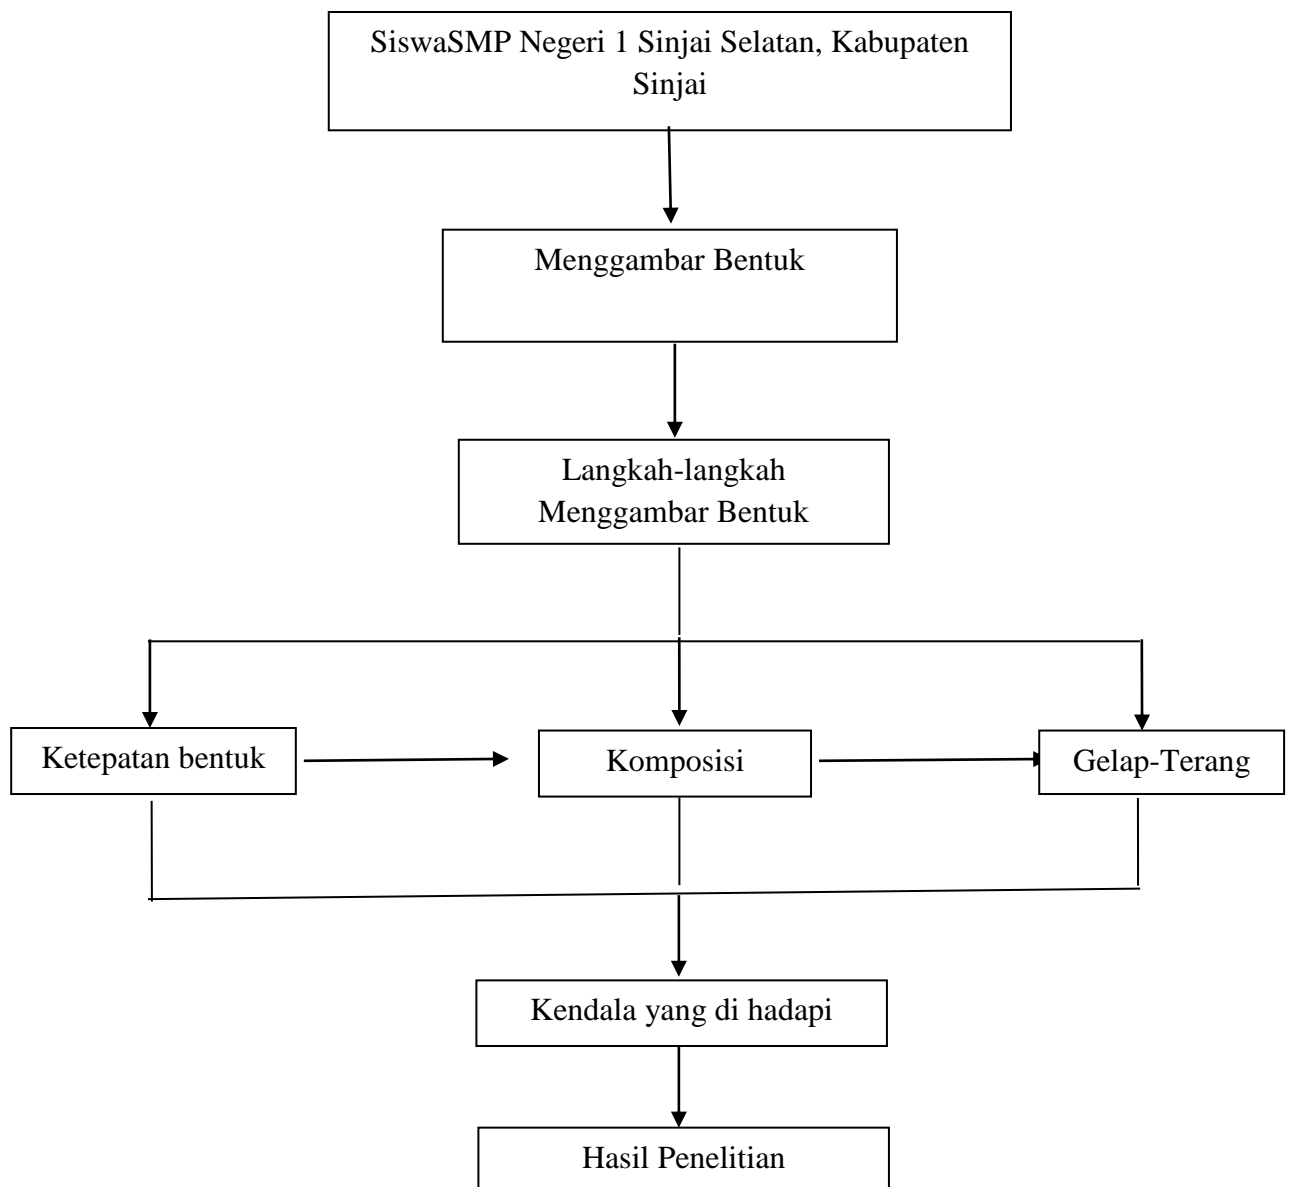 SiswaSMP Negeri 1 Sinjai Selatan, Kabupaten
Sinjai
Menggambar Bentuk
Langkah-langkah
Menggambar Bentuk
Ketepatan bentuk
Komposisi
Gelap-Terang
Kendala yang di hadapi
Hasil Penelitian